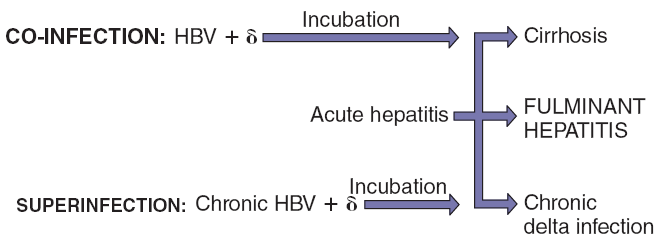 Incubation
CO-INFECTION: HBV + δ
Cirrhosis
Acute hepatitis
FULMINANT
HEPATITIS
Incubation
SUPERINFECTION: Chronic HBV + δ
Chronic
delta infection